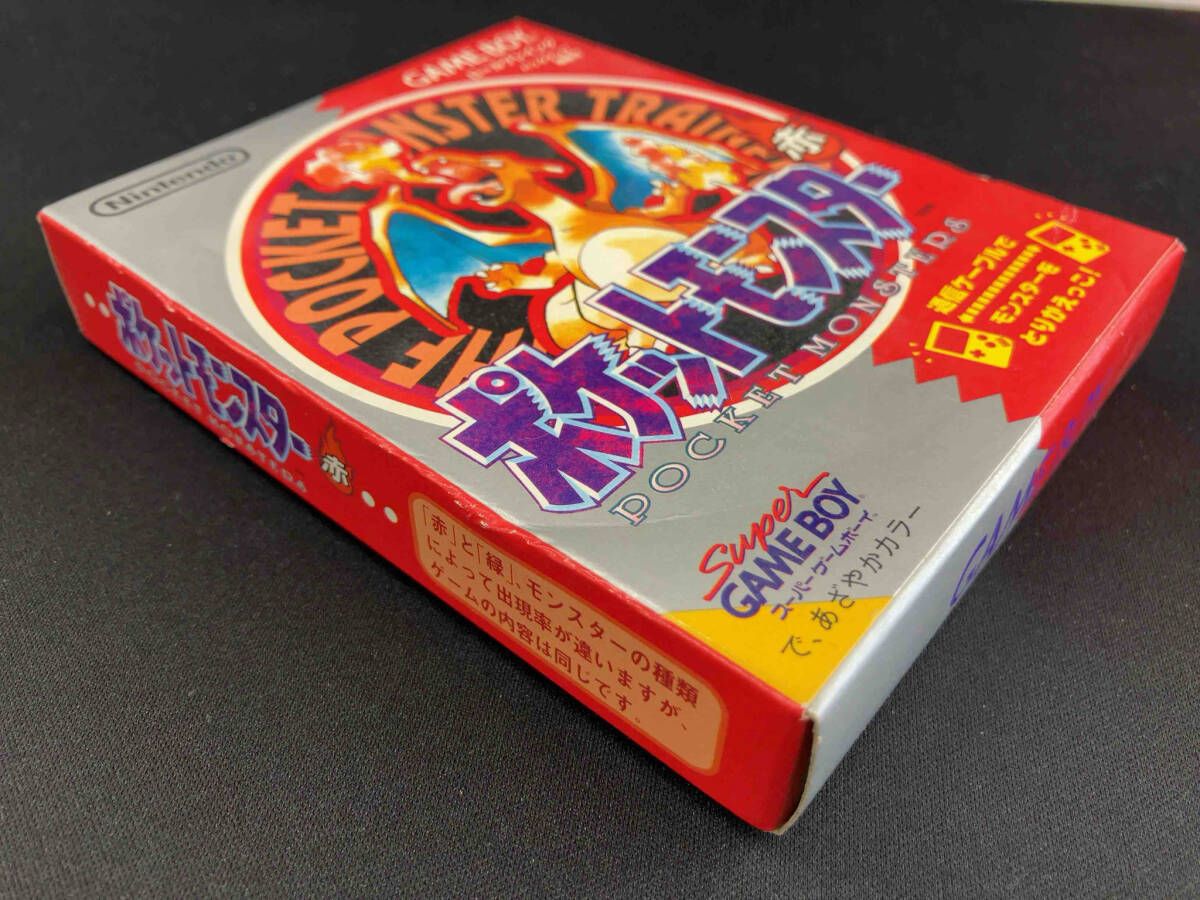 GAME BOY
Nintendo
POCKET MONSTER TRAINER
赤
ポケットモンスター
POCKET MONSTERS
通信ケーブルで
モンスターも
とりかえっこ!
Super
GAME BOY
スーパーゲームボーイ
で、あざやかカラー
ポケットモンスター
POCKET MONSTERS
赤
「赤」と「緑」、モンスターの種類
によって出現率が違いますが、
ゲームの内容は同じです。